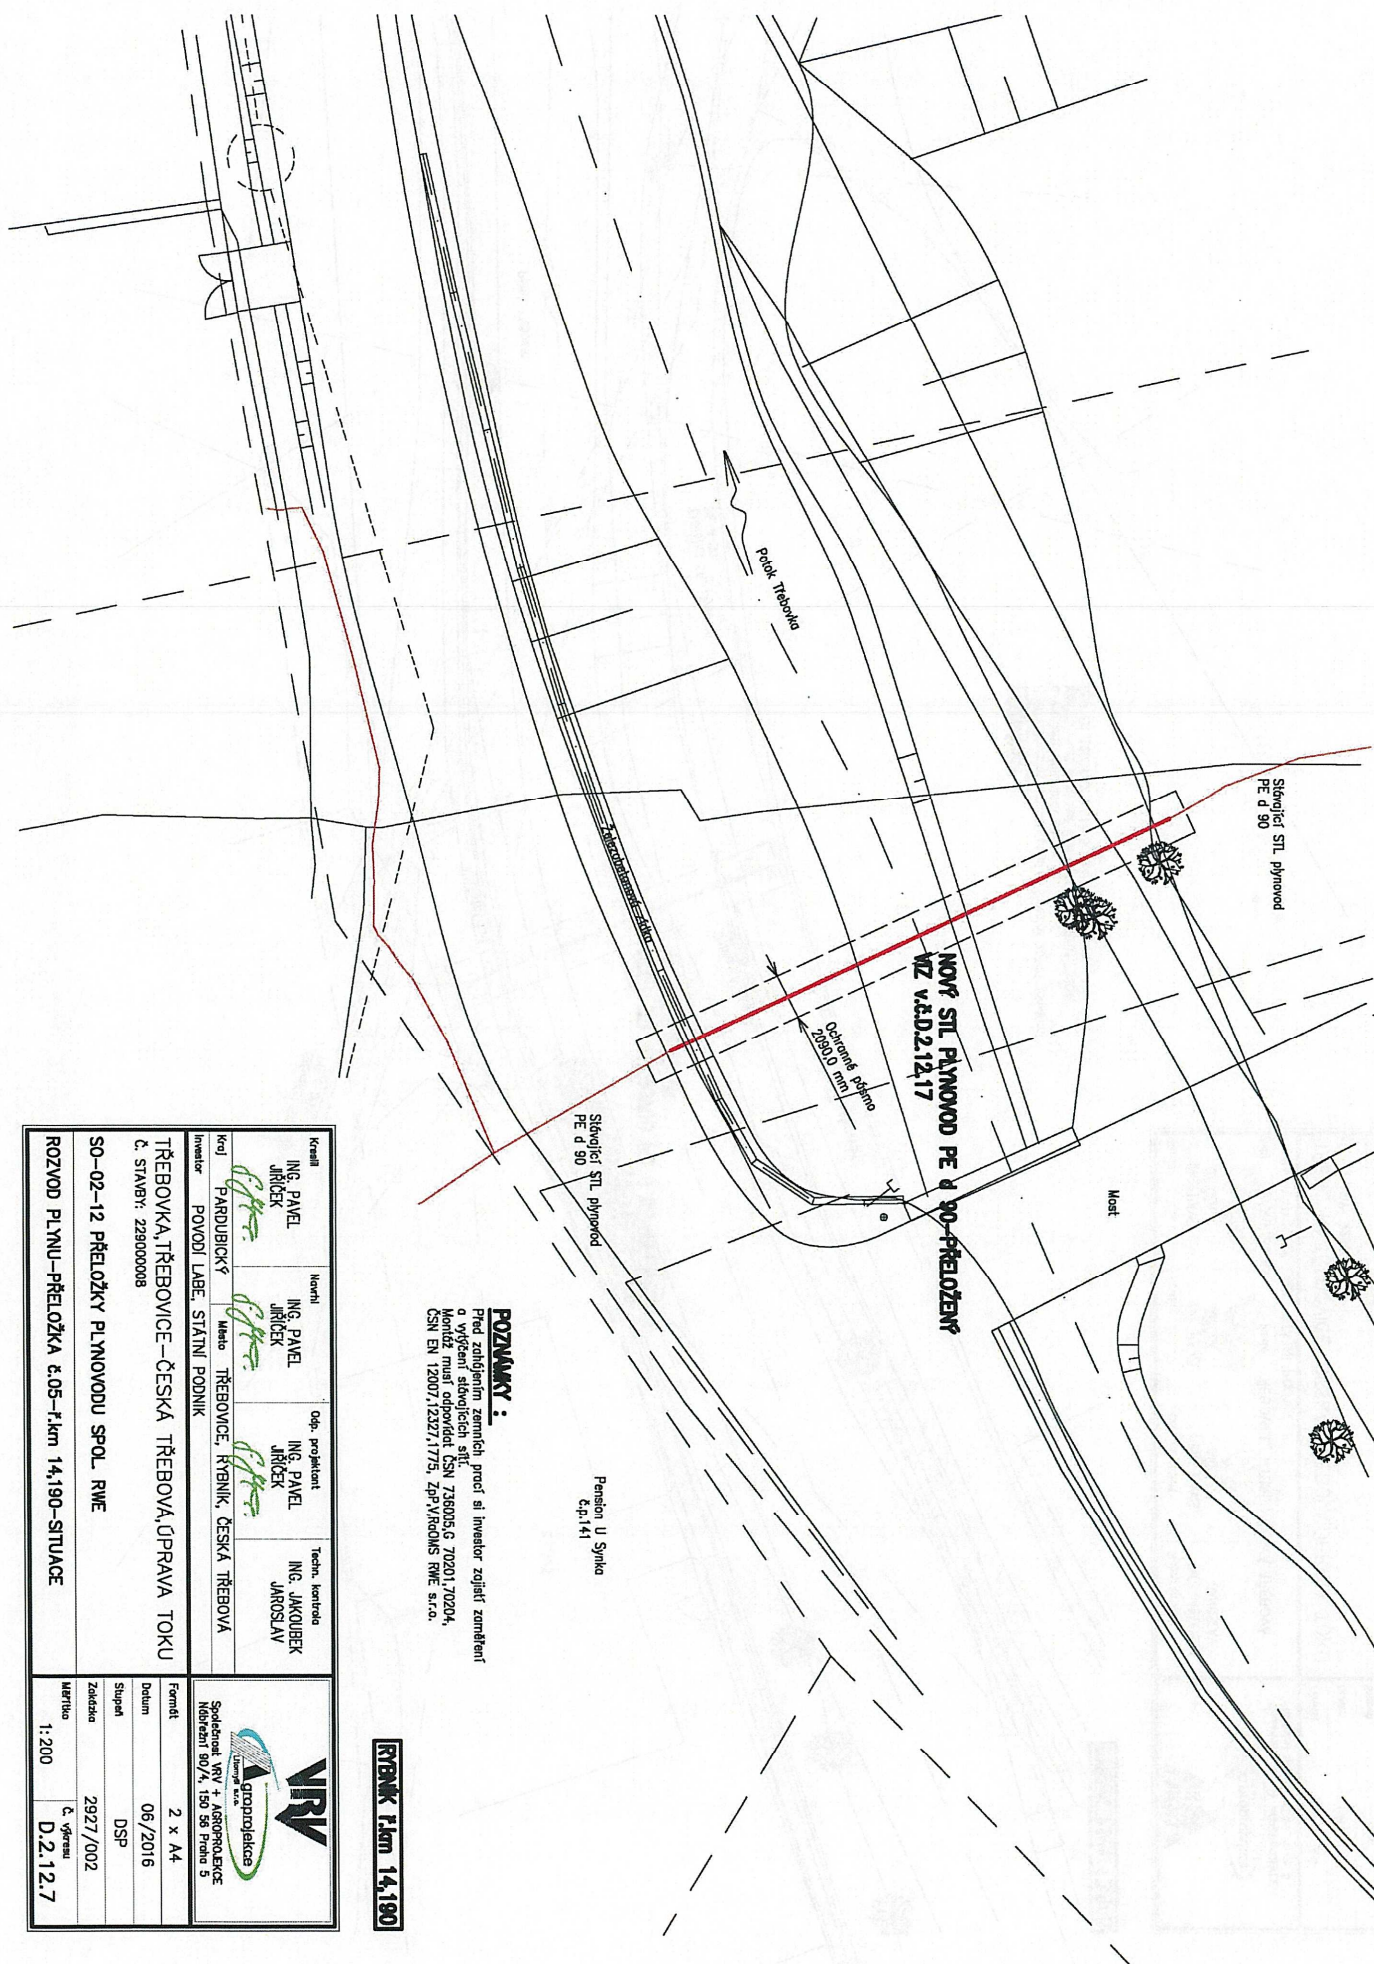 Potok Třebovka
Stávající STL plynovod
PE d 90
Železobetonová zídka
NOVÝ STL PLYNOVOD PE d 90-PŘELOŽENÝ
VIZ v.č.D.2.12.17
Ochranné pásmo
2090,0 mm
Stávající STL plynovod
PE d 90
Most
Pension U Synka
č.p.141
POZNÁMKY :
Před zahájením zemních prací si investor zajistí zaměření
a vytýčení stávajících sítí.
Montáž musí odpovídat ČSN 736005,G 70201,70204,
ČSN EN 12007,12327,1775, ZpP,VŘaOMS RWE s.r.o.
RYBNÍK ř.km 14,190
Kreslil
ING. PAVEL
JIŘÍČEK
Navrhl
ING. PAVEL
JIŘÍČEK
Odp. projektant
ING. PAVEL
JIŘÍČEK
Techn. kontrola
ING. JAKOUBEK
JAROSLAV
Kraj PARDUBICKÝ
Město TŘEBOVICE, RYBNÍK, ČESKÁ TŘEBOVÁ
Investor POVODÍ LABE, STÁTNÍ PODNIK
TŘEBOVKA,TŘEBOVICE-ČESKÁ TŘEBOVÁ,ÚPRAVA TOKU
Č. STAVBY: 229000008
SO-02-12 PŘELOŽKY PLYNOVODU SPOL. RWE
ROZVOD PLYNU-PŘELOŽKA č.05-ř.km 14,190-SITUACE
VRV
Agroprojekce
Litomyšl s.r.o.
Společnost VRV + AGROPROJEKCE
Nábřežní 90/4, 150 56 Praha 5
Formát 2 x A4
Datum 06/2016
Stupeň DSP
Zakázka 2927/002
Měřítko 1:200
č. výkresu D.2.12.7